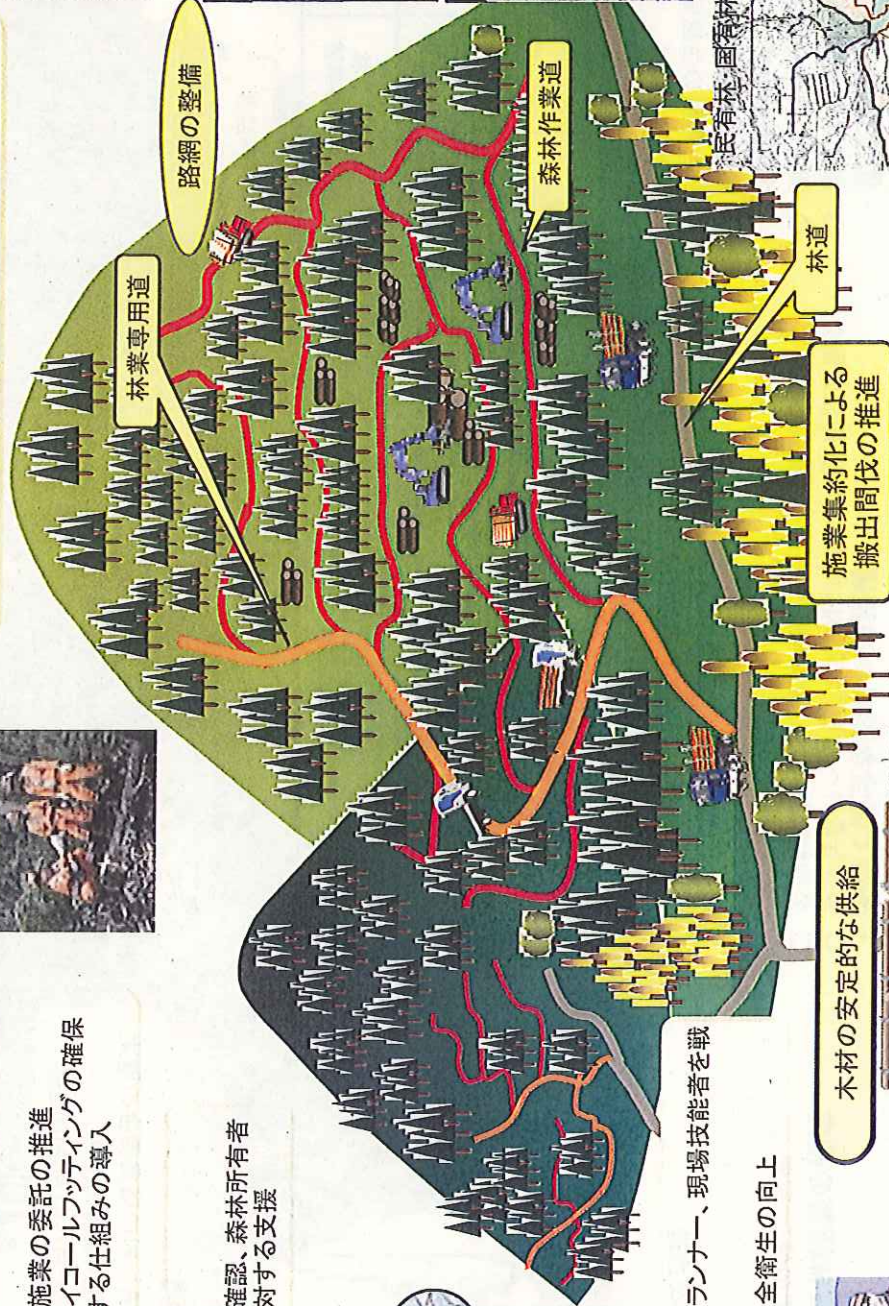 施業の委託の推進
イコールフッティングの確保
する仕組みの導入
確認、森林所有者
対する支援
ランナー、現場技能者を戦
全衛生の向上
路網の整備
林業専用道
森林作業道
林道
施業集約化による
搬出間伐の推進
木材の安定的な供給
民有林・国有林